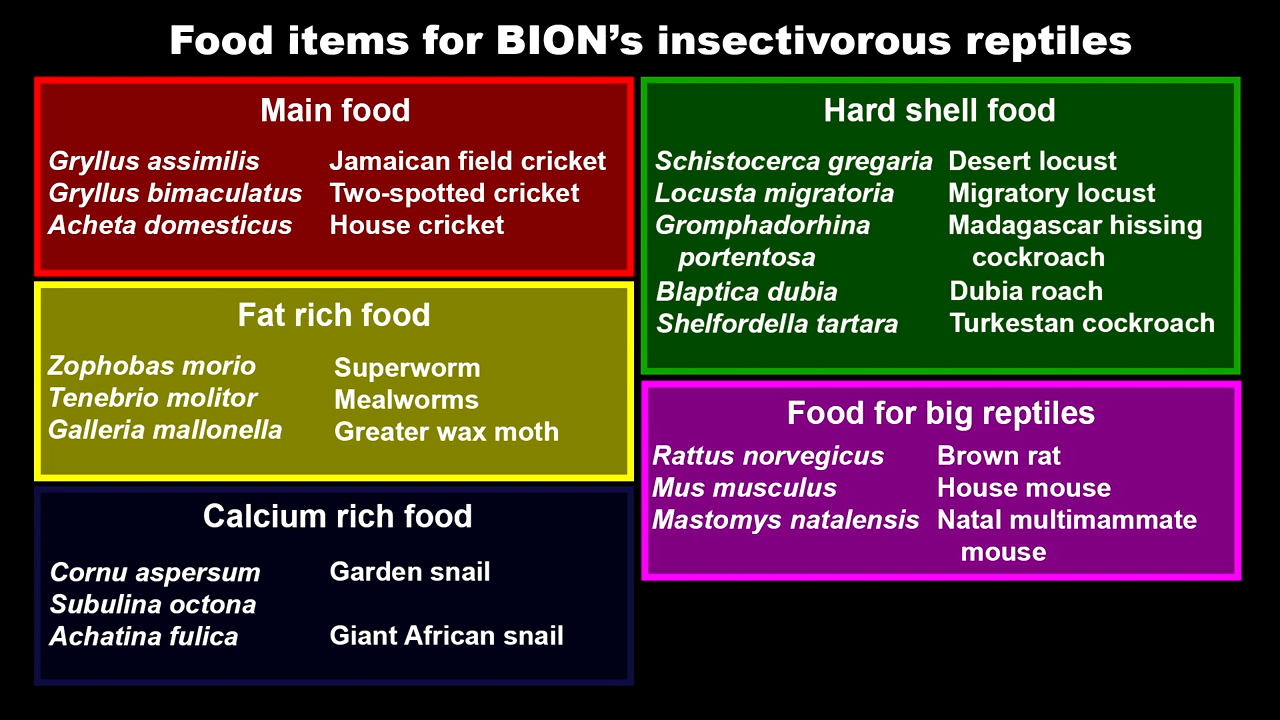 Food items for BION's insectivorous reptiles
Main food
Gryllus assimilis Jamaican field cricket
Gryllus bimaculatus Two-spotted cricket
Acheta domesticus House cricket
Fat rich food
Zophobas morio Superworm
Tenebrio molitor Mealworms
Galleria mallonella Greater wax moth
Calcium rich food
Cornu aspersum Garden snail
Subulina octona
Achatina fulica Giant African snail
Hard shell food
Schistocerca gregaria Desert locust
Locusta migratoria Migratory locust
Gromphadorhina Madagascar hissing
portentosa cockroach
Blaptica dubia Dubia roach
Shelfordella tartara Turkestan cockroach
Food for big reptiles
Rattus norvegicus Brown rat
Mus musculus House mouse
Mastomys natalensis Natal multimammate
mouse